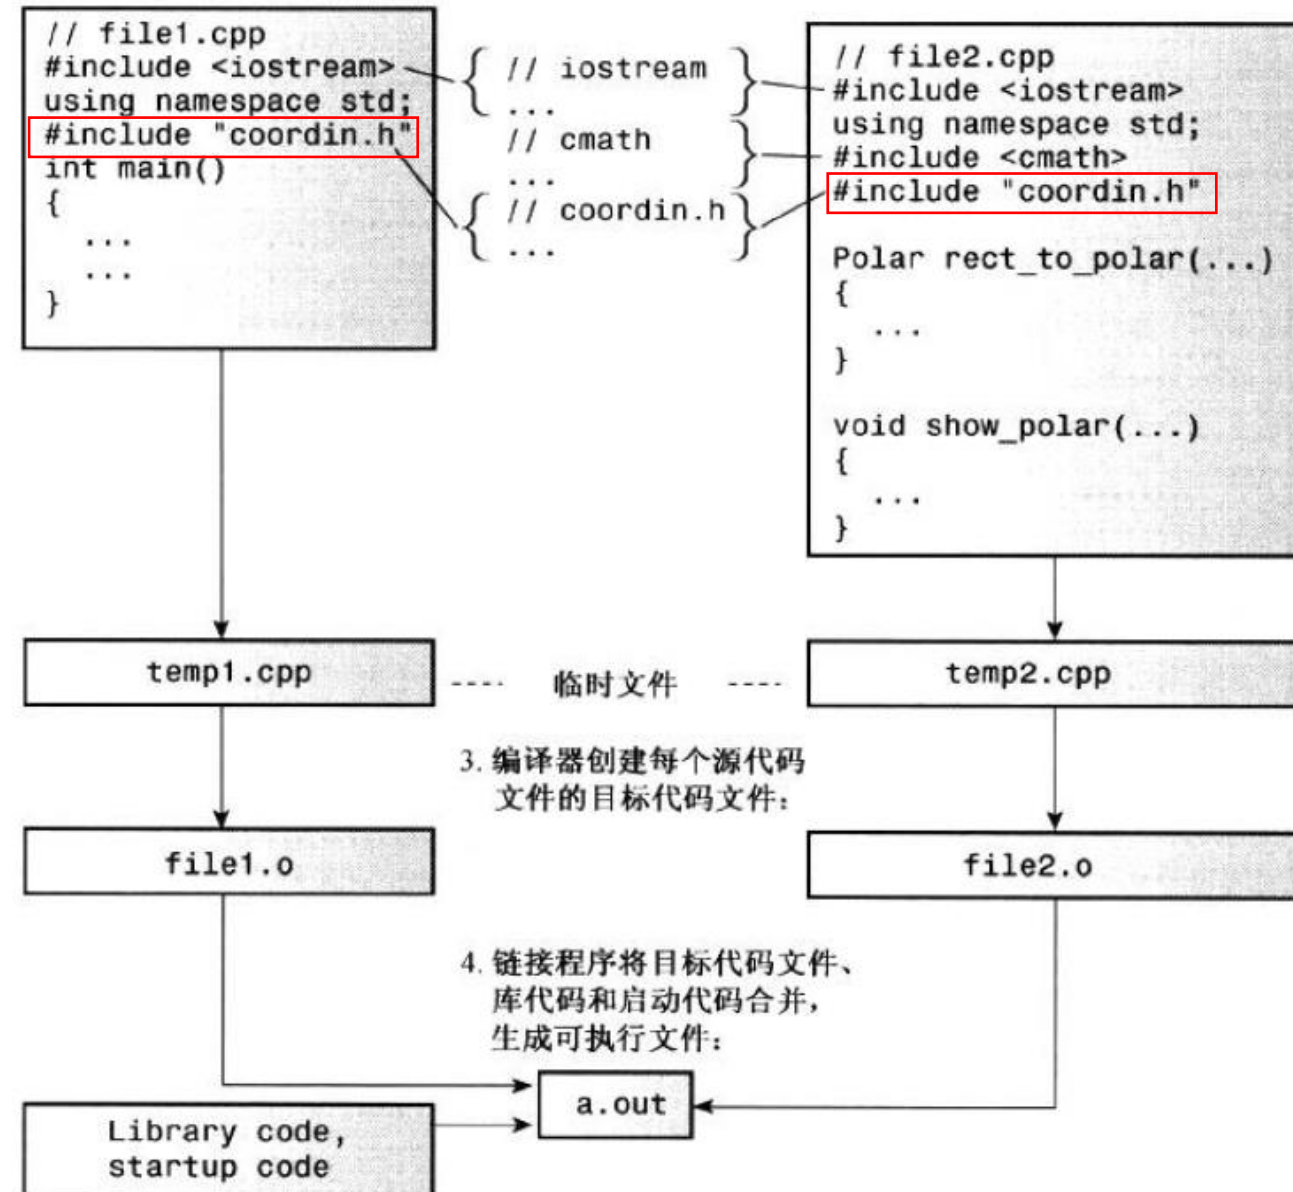 // file1.cpp
#include <iostream>
using namespace std;
#include "coordin.h"
int main()
{
...
...
}
// iostream
...
// cmath
...
// coordin.h
...
// file2.cpp
#include <iostream>
using namespace std;
#include <cmath>
#include "coordin.h"
Polar rect_to_polar(...)
{
...
}
void show_polar(...)
{
...
}
temp1.cpp
临时文件
temp2.cpp
3. 编译器创建每个源代码
文件的目标代码文件：
file1.o
file2.o
4. 链接程序将目标代码文件、
库代码和启动代码合并，
生成可执行文件：
a.out
Library code,
startup code